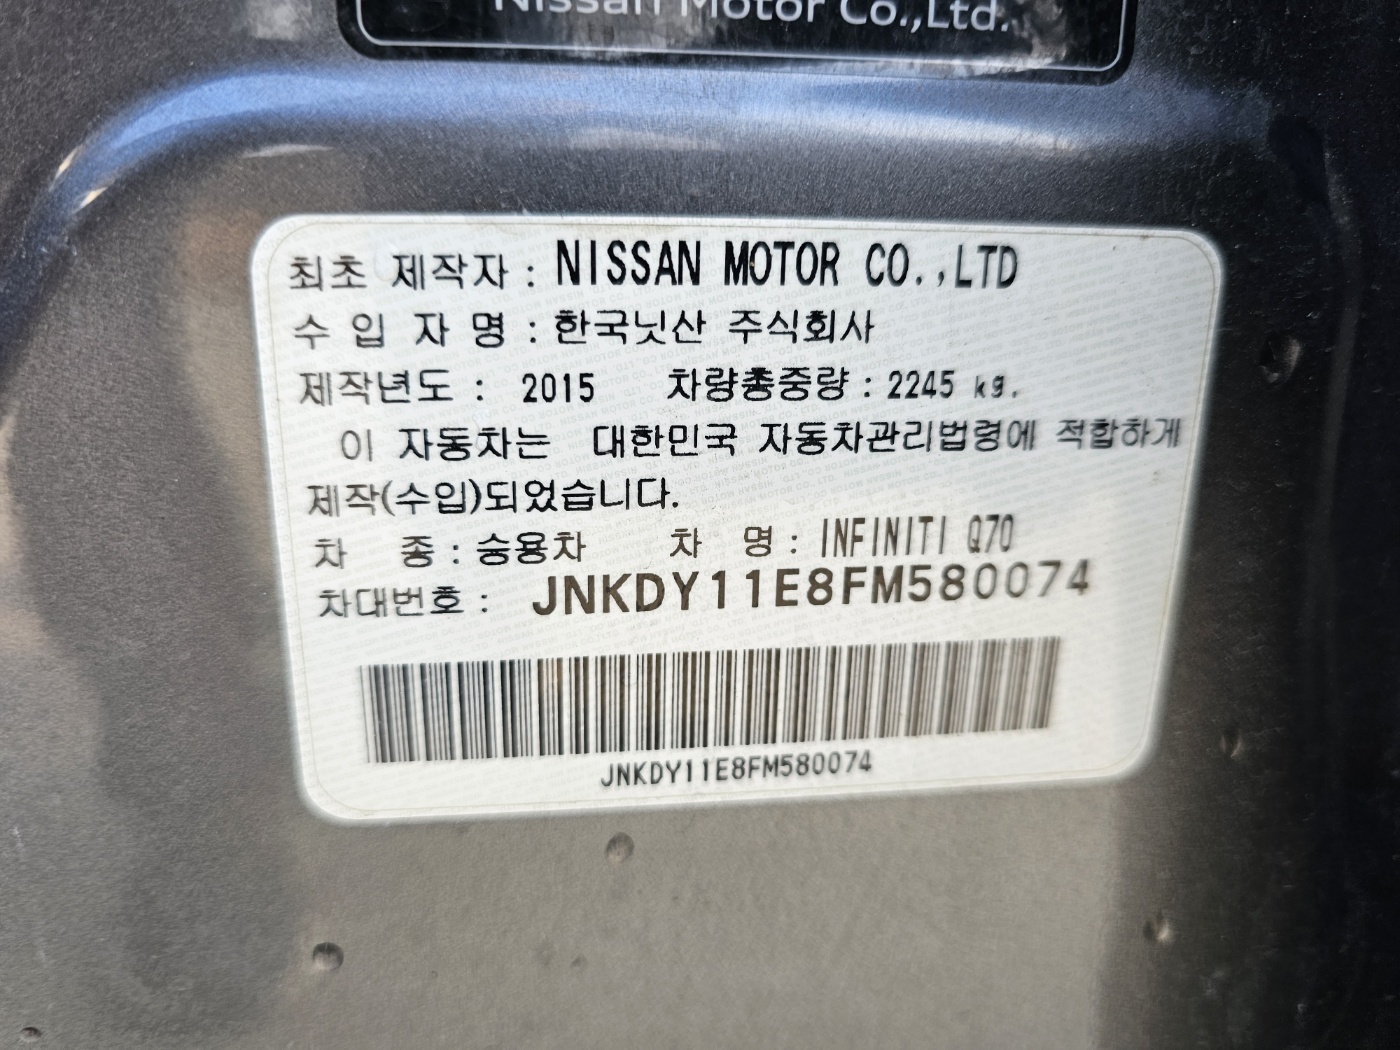 Nissan Motor Co.,Ltd.
최초 제작자 : NISSAN MOTOR CO.,LTD
수 입 자 명 : 한국닛산 주식회사
제작년도 : 2015 차량총중량 : 2245 kg.
이 자동차는 대한민국 자동차관리법령에 적합하게
제작(수입)되었습니다.
차 종 : 승용차 차 명 : INFINITI Q70
차대번호 : JNKDY11E8FM580074
JNKDY11E8FM580074